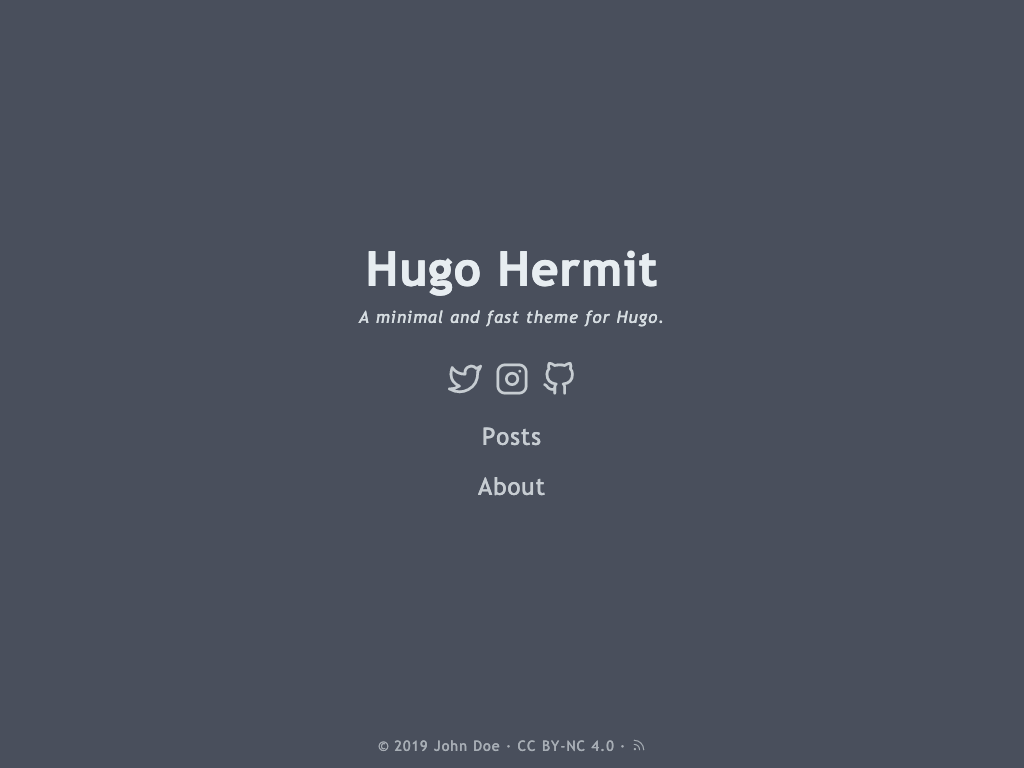 Hugo Hermit
A minimal and fast theme for Hugo.
Posts
About
© 2019 John Doe · CC BY-NC 4.0 ·